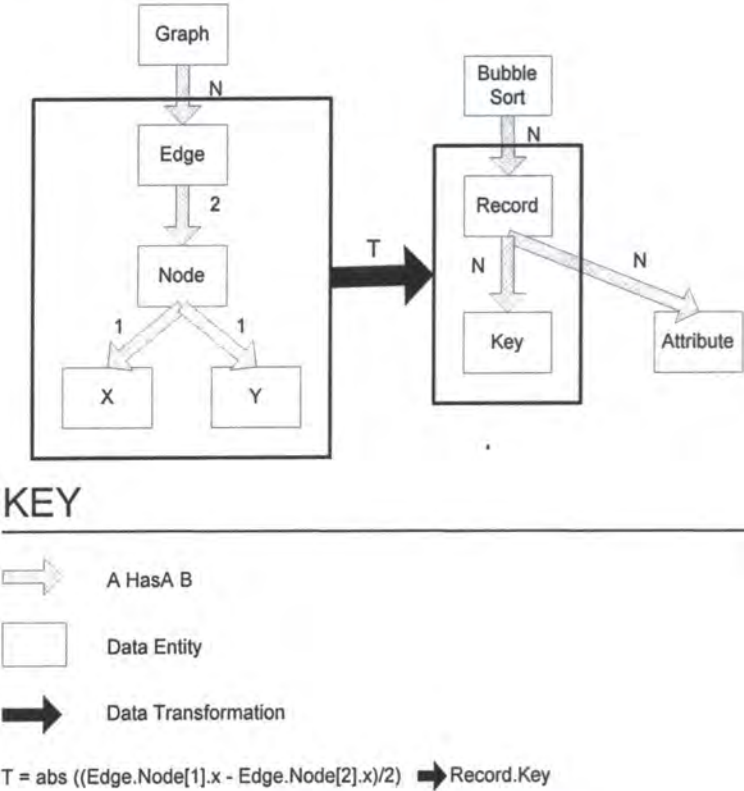 Graph
N
Edge
2
Node
1
1
X
Y
T
Bubble
Sort
N
Record
N
N
Key
Attribute
KEY
A HasA B
Data Entity
Data Transformation
T = abs ((Edge.Node[1].x - Edge.Node[2].x)/2) Record.Key